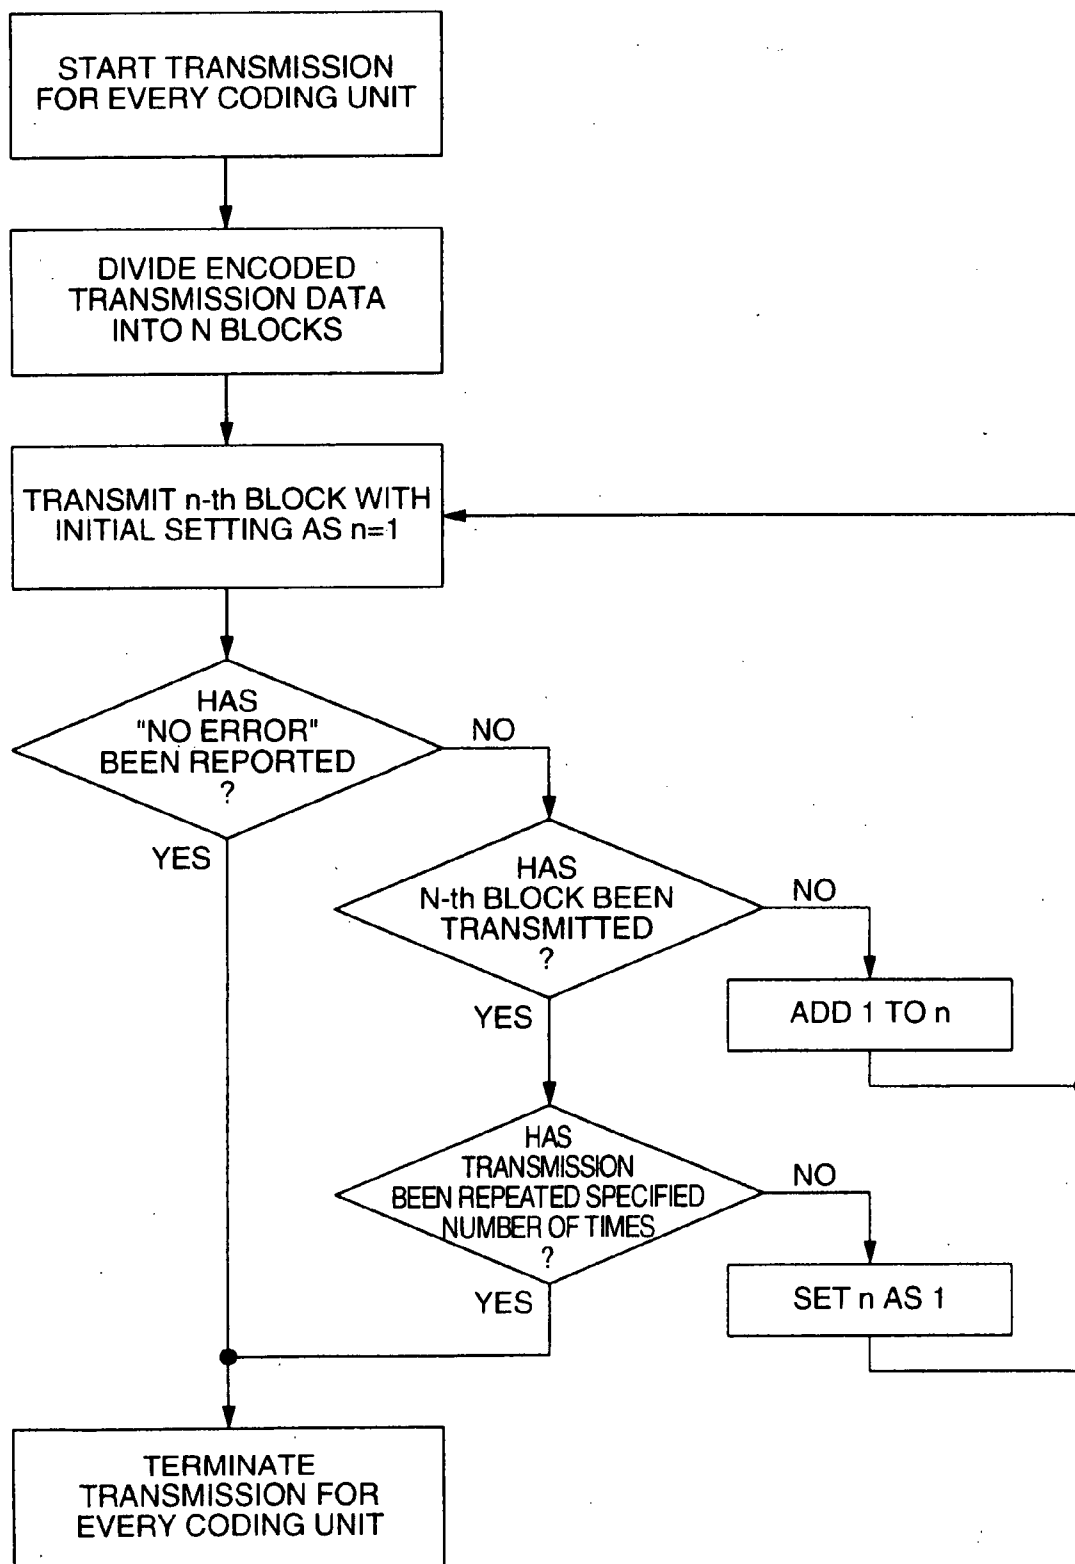 START TRANSMISSION
FOR EVERY CODING UNIT
DIVIDE ENCODED
TRANSMISSION DATA
INTO N BLOCKS
TRANSMIT n-th BLOCK WITH
INITIAL SETTING AS n=1
HAS
"NO ERROR"
BEEN REPORTED
?
NO
YES
HAS
N-th BLOCK BEEN
TRANSMITTED
?
NO
YES
ADD 1 TO n
HAS
TRANSMISSION
BEEN REPEATED SPECIFIED
NUMBER OF TIMES
?
NO
YES
SET n AS 1
TERMINATE
TRANSMISSION FOR
EVERY CODING UNIT